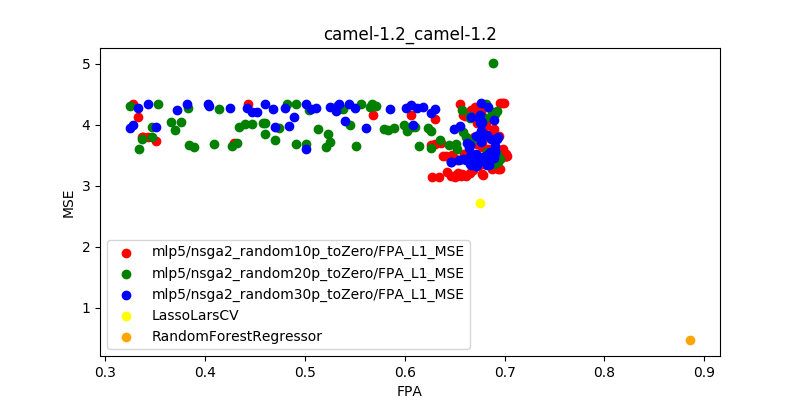 camel-1.2_camel-1.2
5
4
3
2
1
MSE
mlp5/nsga2_random10p_toZero/FPA_L1_MSE
mlp5/nsga2_random20p_toZero/FPA_L1_MSE
mlp5/nsga2_random30p_toZero/FPA_L1_MSE
LassoLarsCV
RandomForestRegressor
0.3 0.4 0.5 0.6 0.7 0.8 0.9
FPA